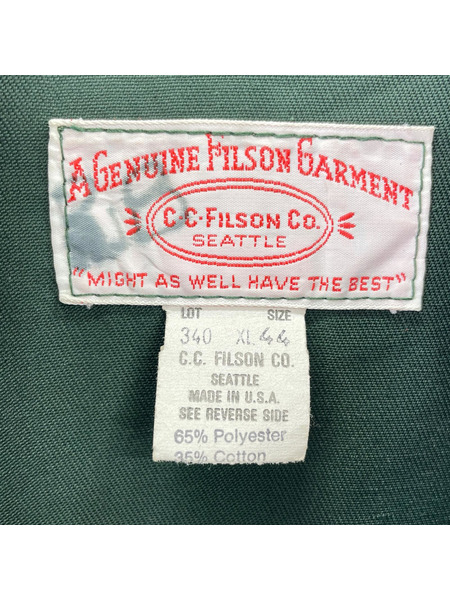 A GENUINE FILSON GARMENT
C.C. FILSON CO.
SEATTLE
"MIGHT AS WELL HAVE THE BEST"
LOT SIZE
340 XL 44
C.C. FILSON CO.
SEATTLE
MADE IN U.S.A.
SEE REVERSE SIDE
65% Polyester
35% Cotton